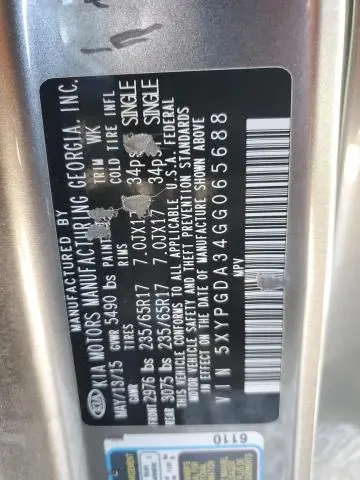 KIA
MANUFACTURED BY
KIA MOTORS MANUFACTURING GEORGIA, INC.
MAY/13/15 PAINT TRIM WK
GVWR 5490 lbs
GAWR TIRES RIMS COLD TIRE INFL
FRONT 2976 lbs 235/65R17 7.0JX17 34psi SINGLE
REAR 3075 lbs 235/65R17 7.0JX17 34psi SINGLE
THIS VEHICLE CONFORMS TO ALL APPLICABLE U.S.A. FEDERAL
MOTOR VEHICLE SAFETY AND THEFT PREVENTION STANDARDS
IN EFFECT ON THE DATE OF MANUFACTURE SHOWN ABOVE
VIN 5XYPGDA34GG065688
MPV
6110